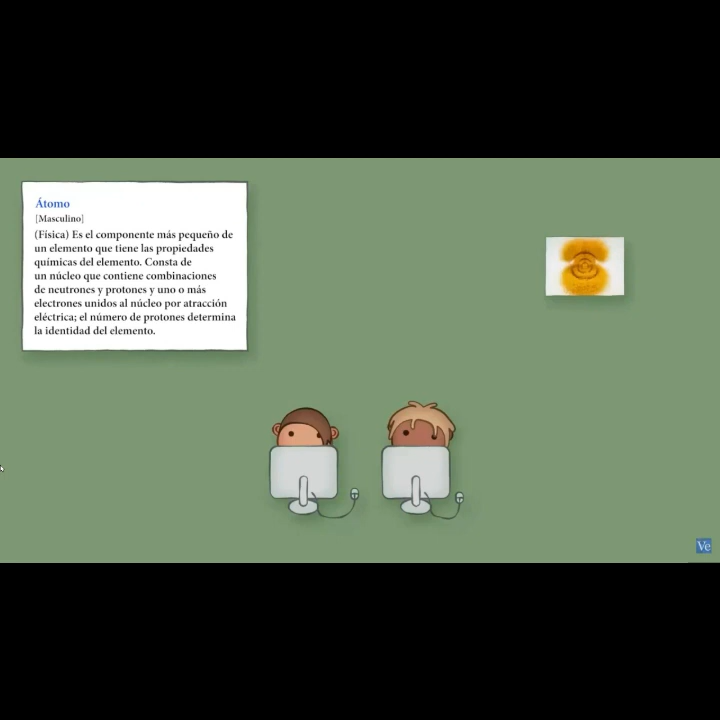 Átomo
[Masculino]
(Física) Es el componente más pequeño de
un elemento que tiene las propiedades
químicas del elemento. Consta de
un núcleo que contiene combinaciones
de neutrones y protones y uno o más
electrones unidos al núcleo por atracción
eléctrica; el número de protones determina
la identidad del elemento.
Ve